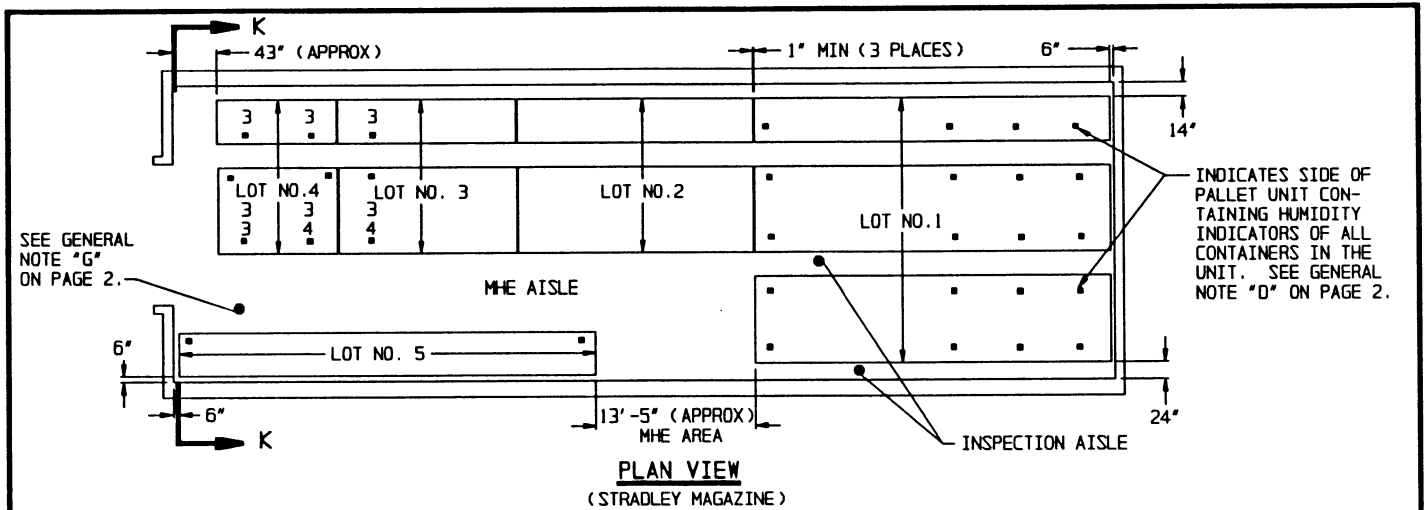 K
43" (APPROX)
1" MIN (3 PLACES)
6"
14"
3 3 3
LOT NO.4
LOT NO. 3
LOT NO.2
LOT NO.1
3 3 3
3 4 4
INDICATES SIDE OF
PALLET UNIT CON-
TAINING HUMIDITY
INDICATORS OF ALL
CONTAINERS IN THE
UNIT. SEE GENERAL
NOTE "D" ON PAGE 2.
SEE GENERAL
NOTE "G"
ON PAGE 2.
MHE AISLE
LOT NO. 5
6"
6"
K
13'-5" (APPROX)
MHE AREA
24"
INSPECTION AISLE
PLAN VIEW
(STRADLEY MAGAZINE)